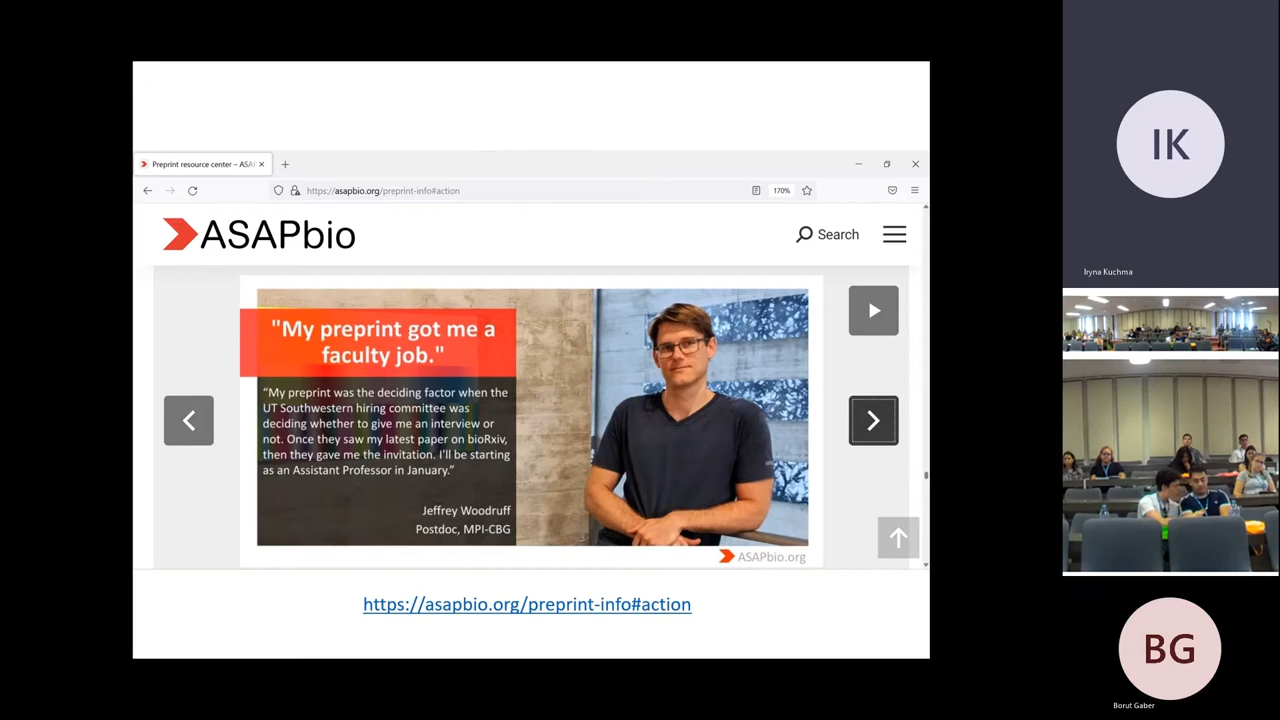 Preprint resource center – ASA
https://asapbio.org/preprint-info#action
170%
ASAPbio
Search
"My preprint got me a
faculty job."
“My preprint was the deciding factor when the
UT Southwestern hiring committee was
deciding whether to give me an interview or
not. Once they saw my latest paper on bioRxiv,
then they gave me the invitation. I'll be starting
as an Assistant Professor in January.”
Jeffrey Woodruff
Postdoc, MPI-CBG
ASAPbio.org
https://asapbio.org/preprint-info#action
IK
Iryna Kuchma
BG
Borut Gaber